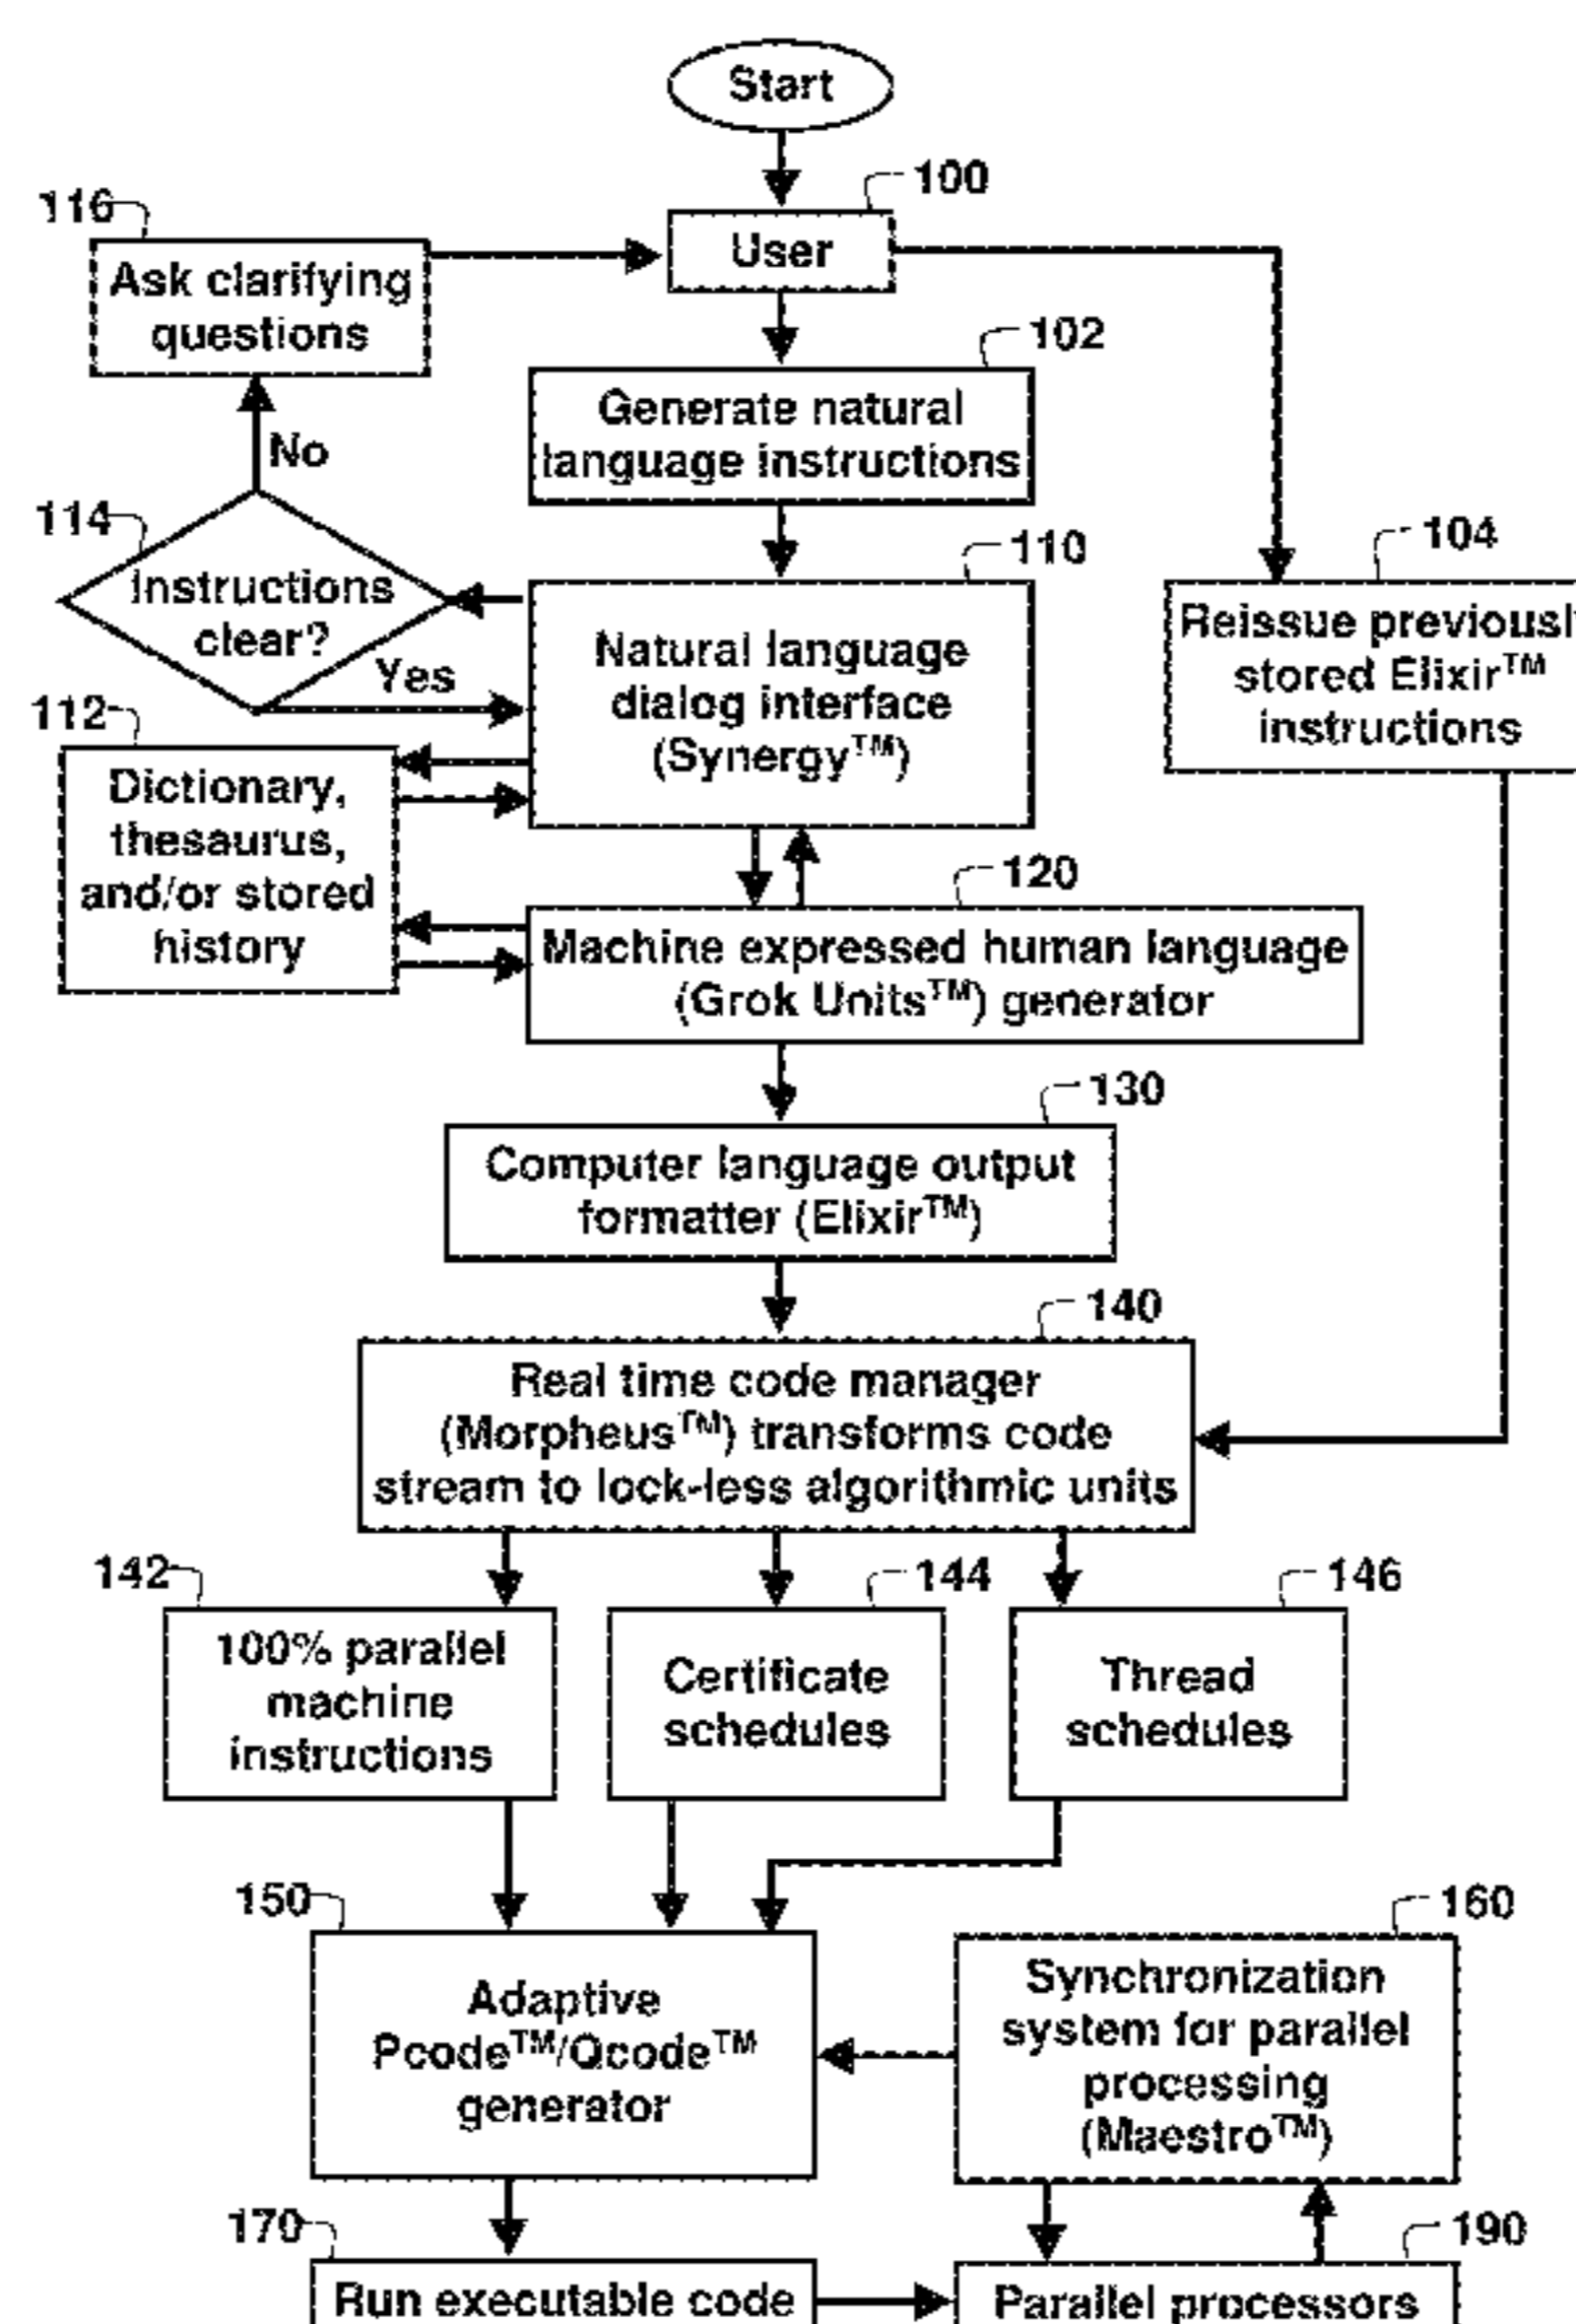 Start
100
User
116
Ask clarifying
questions
102
Generate natural
language instructions
No
114
Instructions
clear?
Yes
110
Natural language
dialog interface
(Synergy™)
104
Reissue previously
stored Elixir™
instructions
112
Dictionary,
thesaurus,
and/or stored
history
120
Machine expressed human language
(Grok Units™) generator
130
Computer language output
formatter (Elixir™)
140
Real time code manager
(Morpheus™) transforms code
stream to lock-less algorithmic units
142
100% parallel
machine
instructions
144
Certificate
schedules
146
Thread
schedules
150
Adaptive
Pcode™/Qcode™
generator
160
Synchronization
system for parallel
processing
(Maestro™)
170
Run executable code
190
Parallel processors